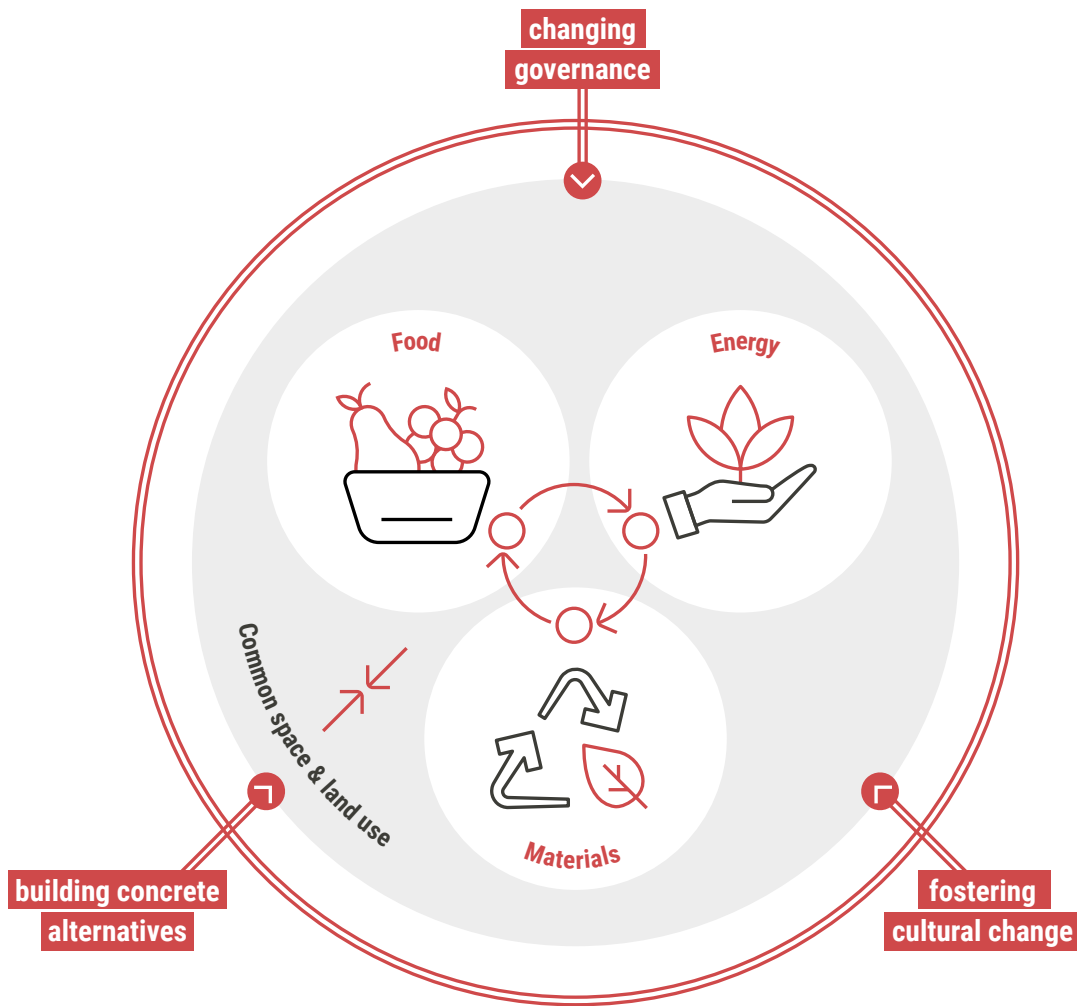 changing
governance
Food
Energy
Common space & land use
Materials
building concrete
alternatives
fostering
cultural change